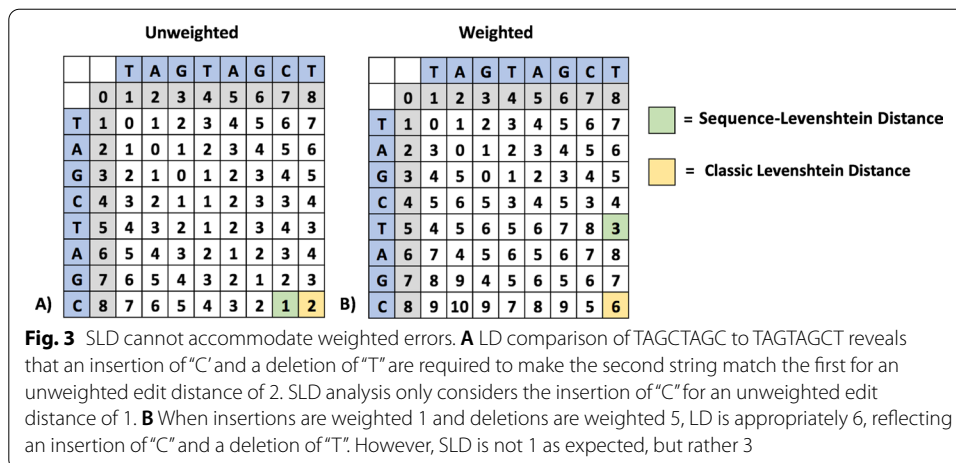 Unweighted
T A G T A G C T
0 1 2 3 4 5 6 7 8
T 1 0 1 2 3 4 5 6 7
A 2 1 0 1 2 3 4 5 6
G 3 2 1 0 1 2 3 4 5
C 4 3 2 1 1 2 3 3 4
T 5 4 3 2 1 2 3 4 3
A 6 5 4 3 2 1 2 3 4
G 7 6 5 4 3 2 1 2 3
A) C 8 7 6 5 4 3 2 1 2
Weighted
T A G T A G C T
0 1 2 3 4 5 6 7 8
T 1 0 1 2 3 4 5 6 7
A 2 3 0 1 2 3 4 5 6
G 3 4 5 0 1 2 3 4 5
C 4 5 6 5 3 4 5 3 4
T 5 4 5 6 5 6 7 8 3
A 6 7 4 5 6 5 6 7 8
G 7 8 9 4 5 6 5 6 7
B) C 8 9 10 9 7 8 9 5 6
= Sequence-Levenshtein Distance
= Classic Levenshtein Distance
Fig. 3 SLD cannot accommodate weighted errors. A LD comparison of TAGCTAGC to TAGTAGCT reveals
that an insertion of “C’ and a deletion of “T” are required to make the second string match the first for an
unweighted edit distance of 2. SLD analysis only considers the insertion of “C” for an unweighted edit
distance of 1. B When insertions are weighted 1 and deletions are weighted 5, LD is appropriately 6, reflecting
an insertion of “C” and a deletion of “T”. However, SLD is not 1 as expected, but rather 3